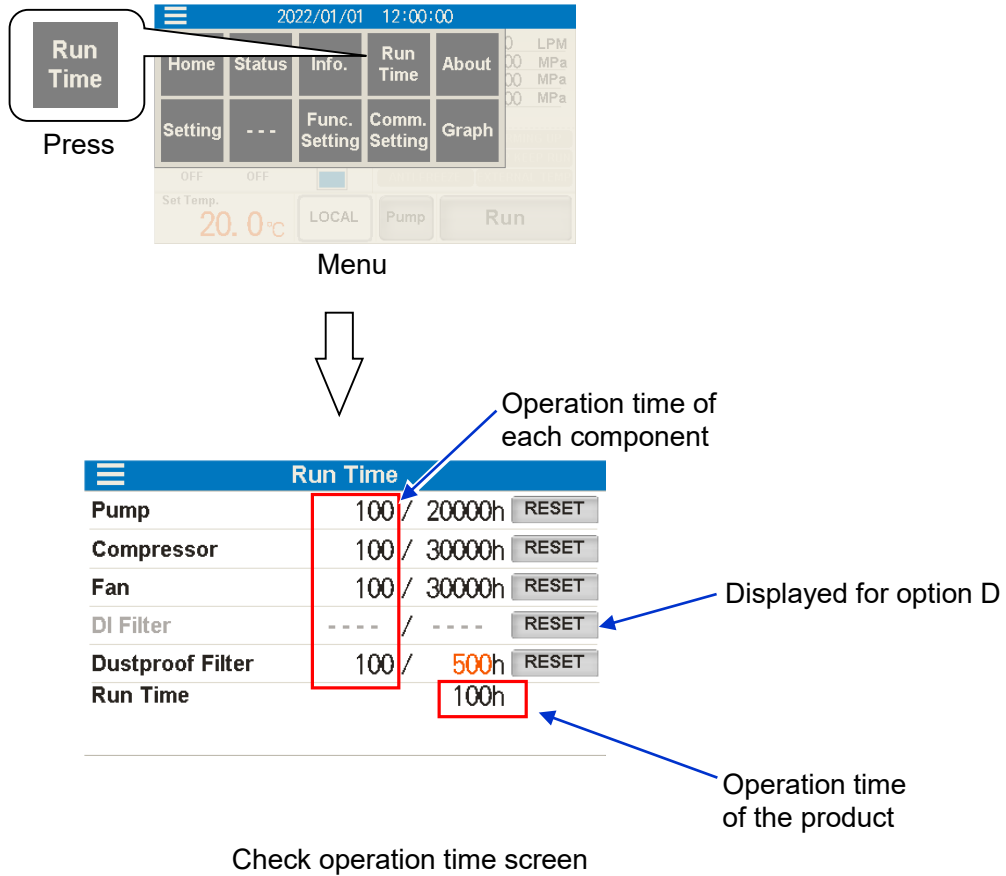 2022/01/01 12:00:00
Run
Time
Press
Home Status Info. Run Time About
LPM
MPa
MPa
MPa
Setting - - - Func. Setting Comm. Setting Graph
OFF OFF
Set Temp.
20.0℃ LOCAL Pump Run
Menu
Operation time of
each component
Run Time
Pump 100 / 20000h RESET
Compressor 100 / 30000h RESET
Fan 100 / 30000h RESET
Displayed for option D
DI Filter - - - - / - - - - RESET
Dustproof Filter 100 / 500h RESET
Run Time 100h
Operation time
of the product
Check operation time screen